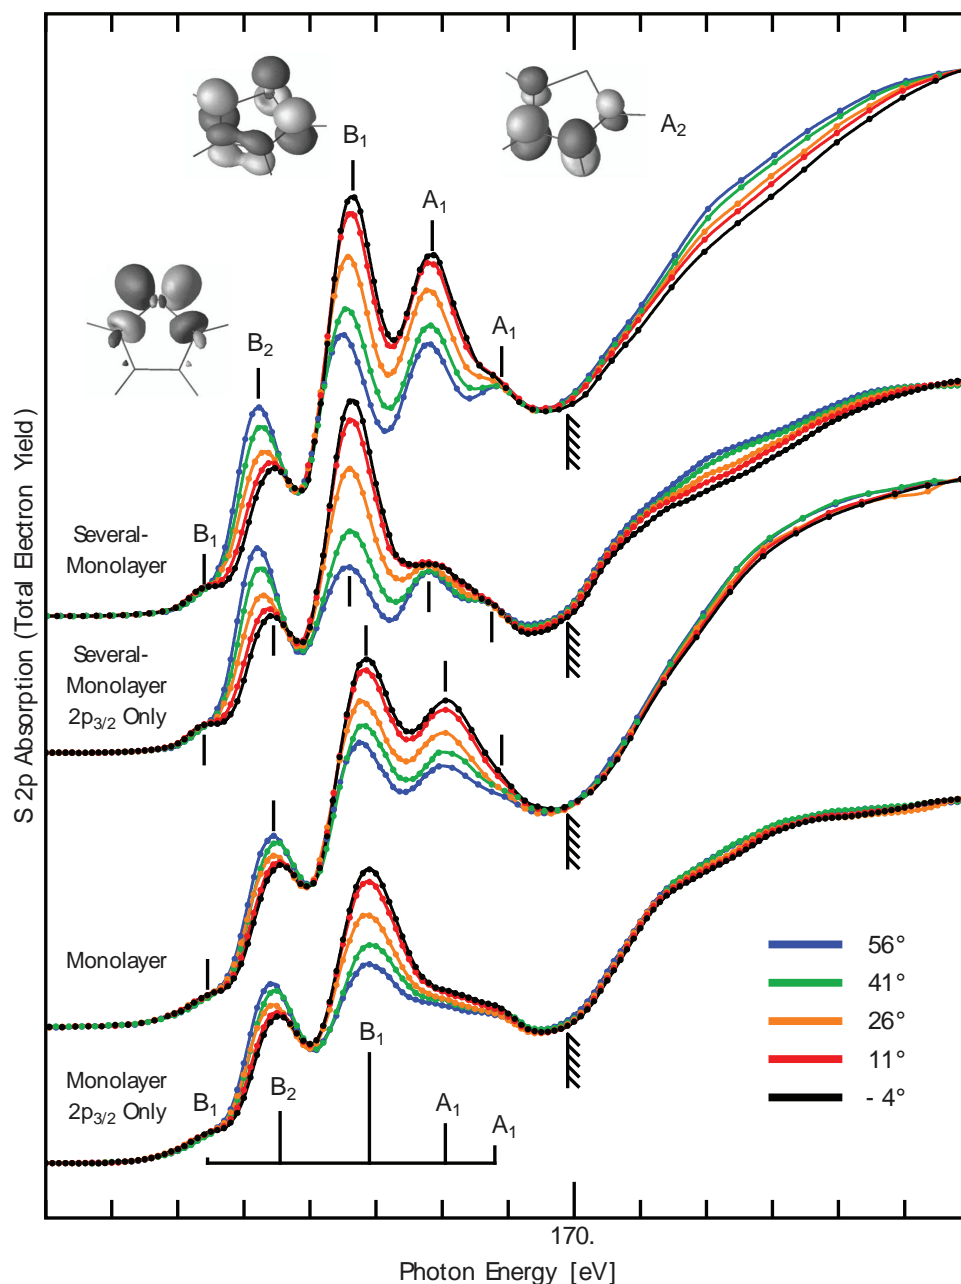 B1
A2
A1
B2
A1
Several-
Monolayer
B1
Several-
Monolayer
2p3/2 Only
S 2p Absorption (Total Electron Yield)
56°
41°
Monolayer
26°
B1
11°
Monolayer
2p3/2 Only
B1
B2
A1
A1
- 4°
170.
Photon Energy [eV]